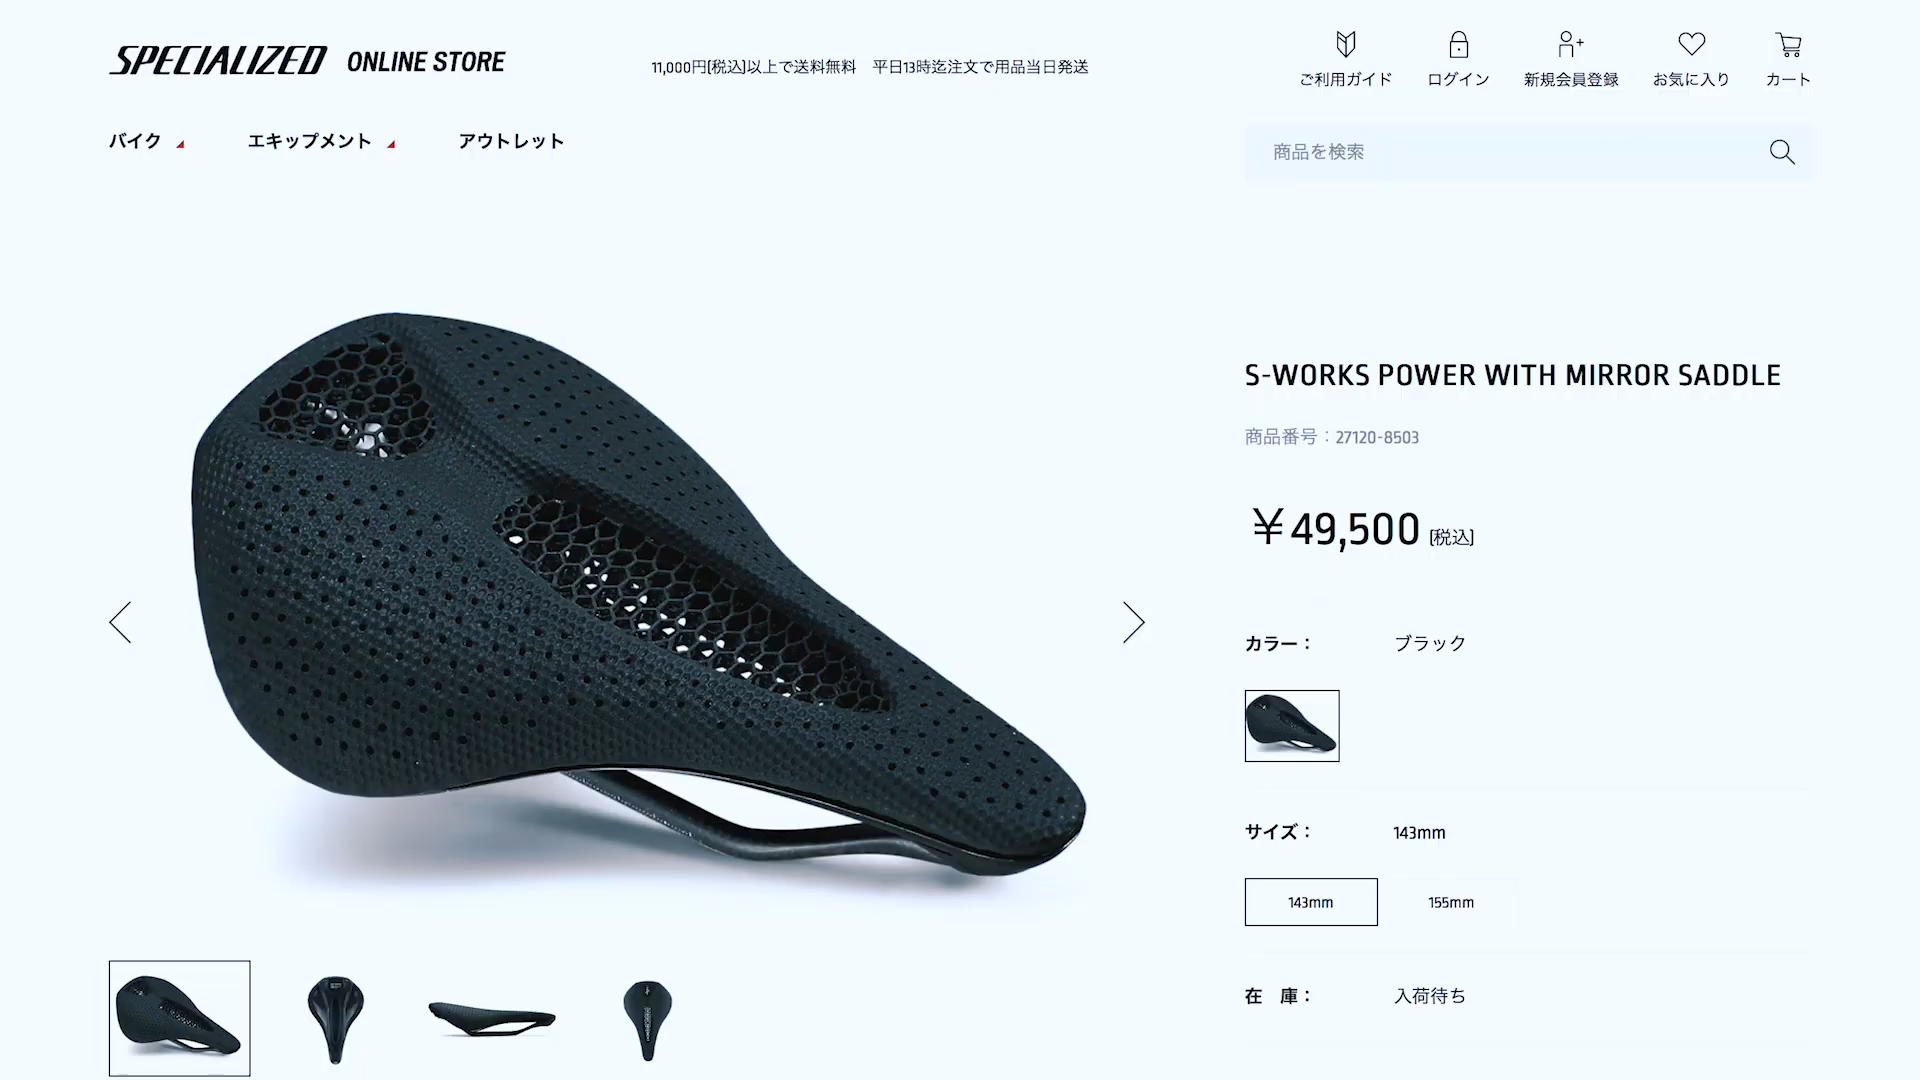 SPECIALIZED ONLINE STORE
11,000円(税込)以上で送料無料　平日13時迄注文で用品当日発送
ご利用ガイド
ログイン
新規会員登録
お気に入り
カート
バイク
エキップメント
アウトレット
商品を検索
S-WORKS POWER WITH MIRROR SADDLE
商品番号：27120-8503
￥49,500 (税込)
カラー： ブラック
サイズ： 143mm
143mm 155mm
在　庫： 入荷待ち